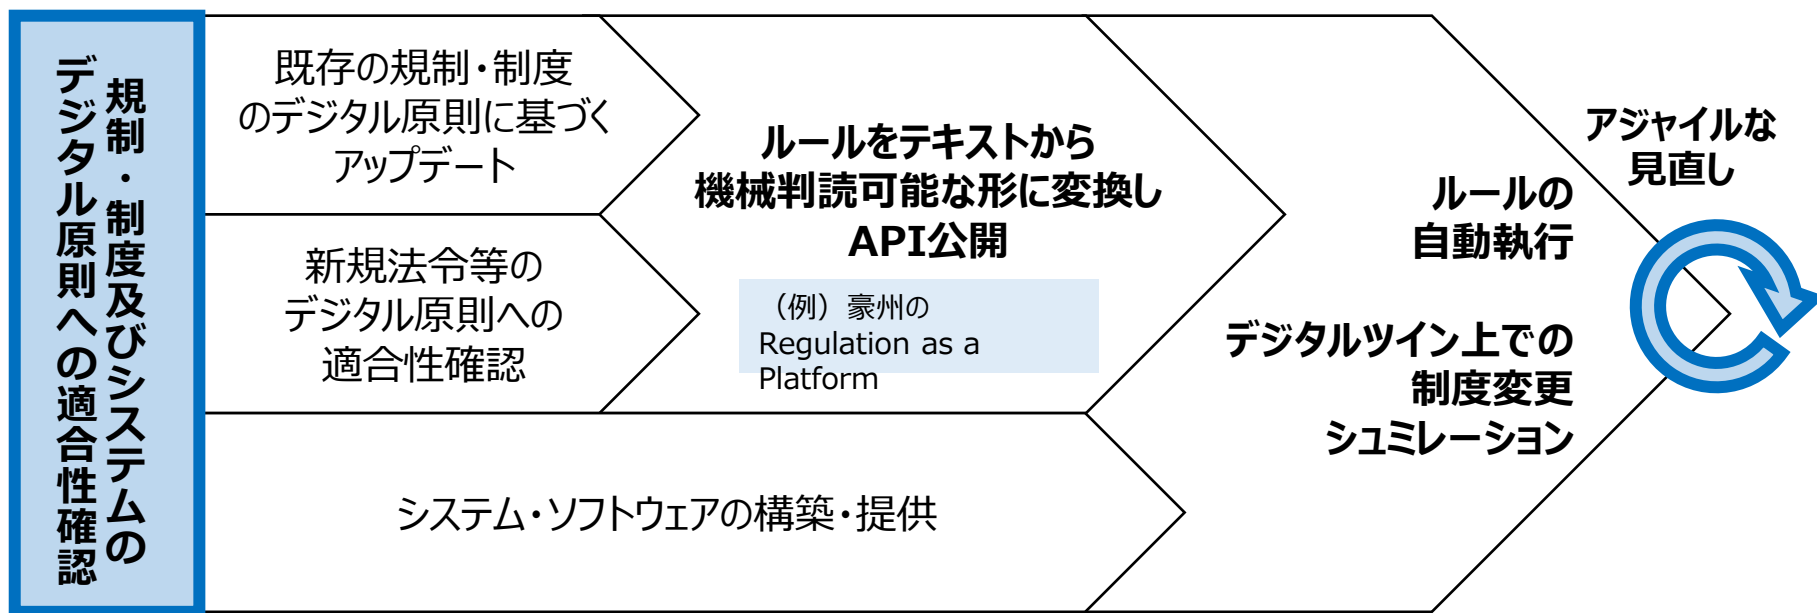 規制・制度及びシステムの
デジタル原則への適合性確認
既存の規制・制度
のデジタル原則に基づく
アップデート
新規法令等の
デジタル原則への
適合性確認
システム・ソフトウェアの構築・提供
ルールをテキストから
機械判読可能な形に変換し
API公開
（例）豪州の
Regulation as a
Platform
ルールの
自動執行
デジタルツイン上での
制度変更
シュミレーション
アジャイルな
見直し